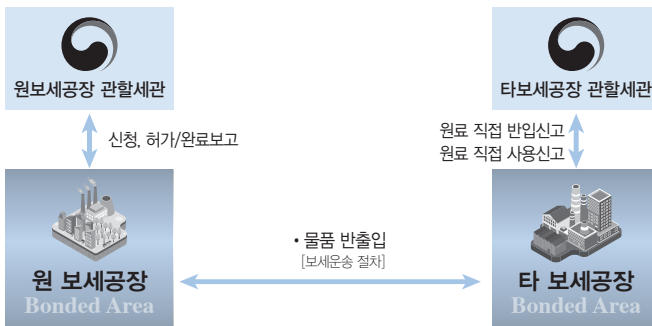 원보세공장 관할세관
타보세공장 관할세관
신청, 허가/완료보고
원료 직접 반입신고
원료 직접 사용신고
• 물품 반출입
[보세운송 절차]
원 보세공장
Bonded Area
타 보세공장
Bonded Area